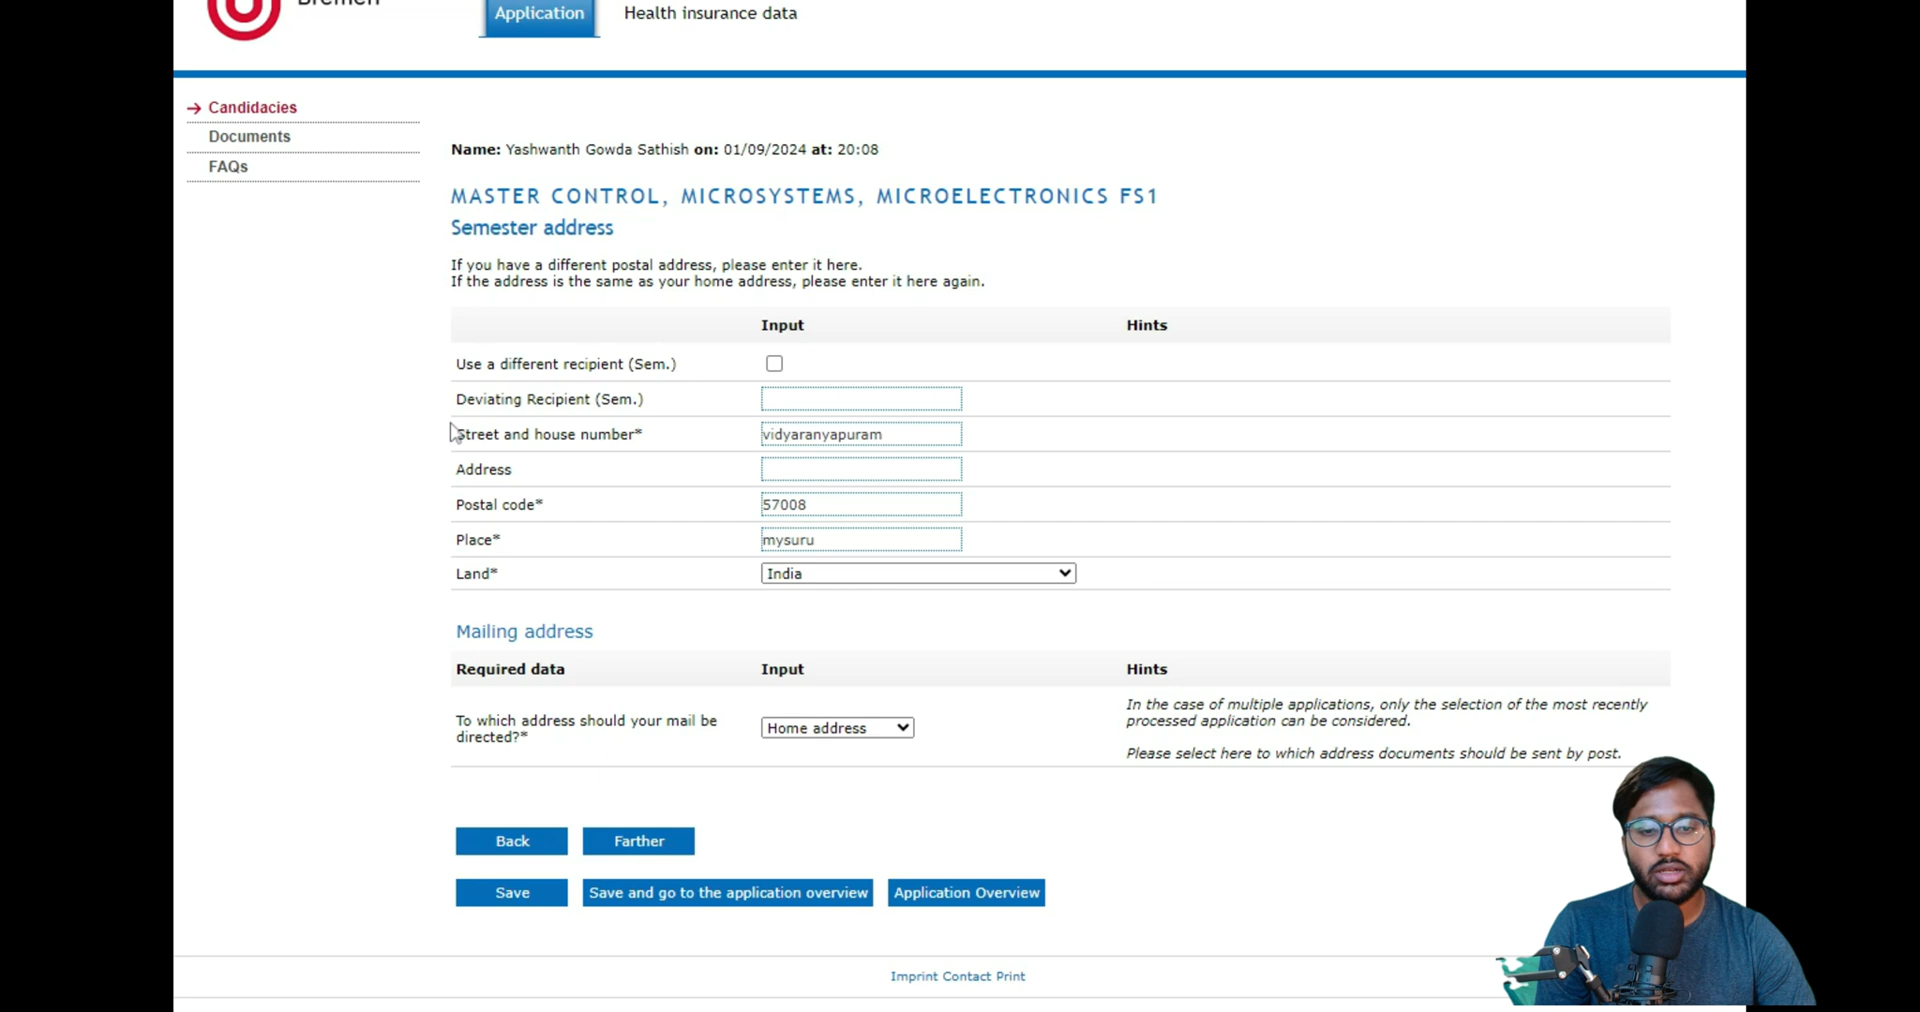 Application Health insurance data
Candidacies
Documents
FAQs
Name: Yashwanth Gowda Sathish on: 01/09/2024 at: 20:08
MASTER CONTROL, MICROSYSTEMS, MICROELECTRONICS FS1
Semester address
If you have a different postal address, please enter it here.
If the address is the same as your home address, please enter it here again.
Input Hints
Use a different recipient (Sem.)
Deviating Recipient (Sem.)
Street and house number* vidyaranyapuram
Address
Postal code* 57008
Place* mysuru
Land* India
Mailing address
Required data Input Hints
To which address should your mail be
directed?*
Home address
In the case of multiple applications, only the selection of the most recently
processed application can be considered.
Please select here to which address documents should be sent by post.
Back Farther
Save Save and go to the application overview Application Overview
Imprint Contact Print